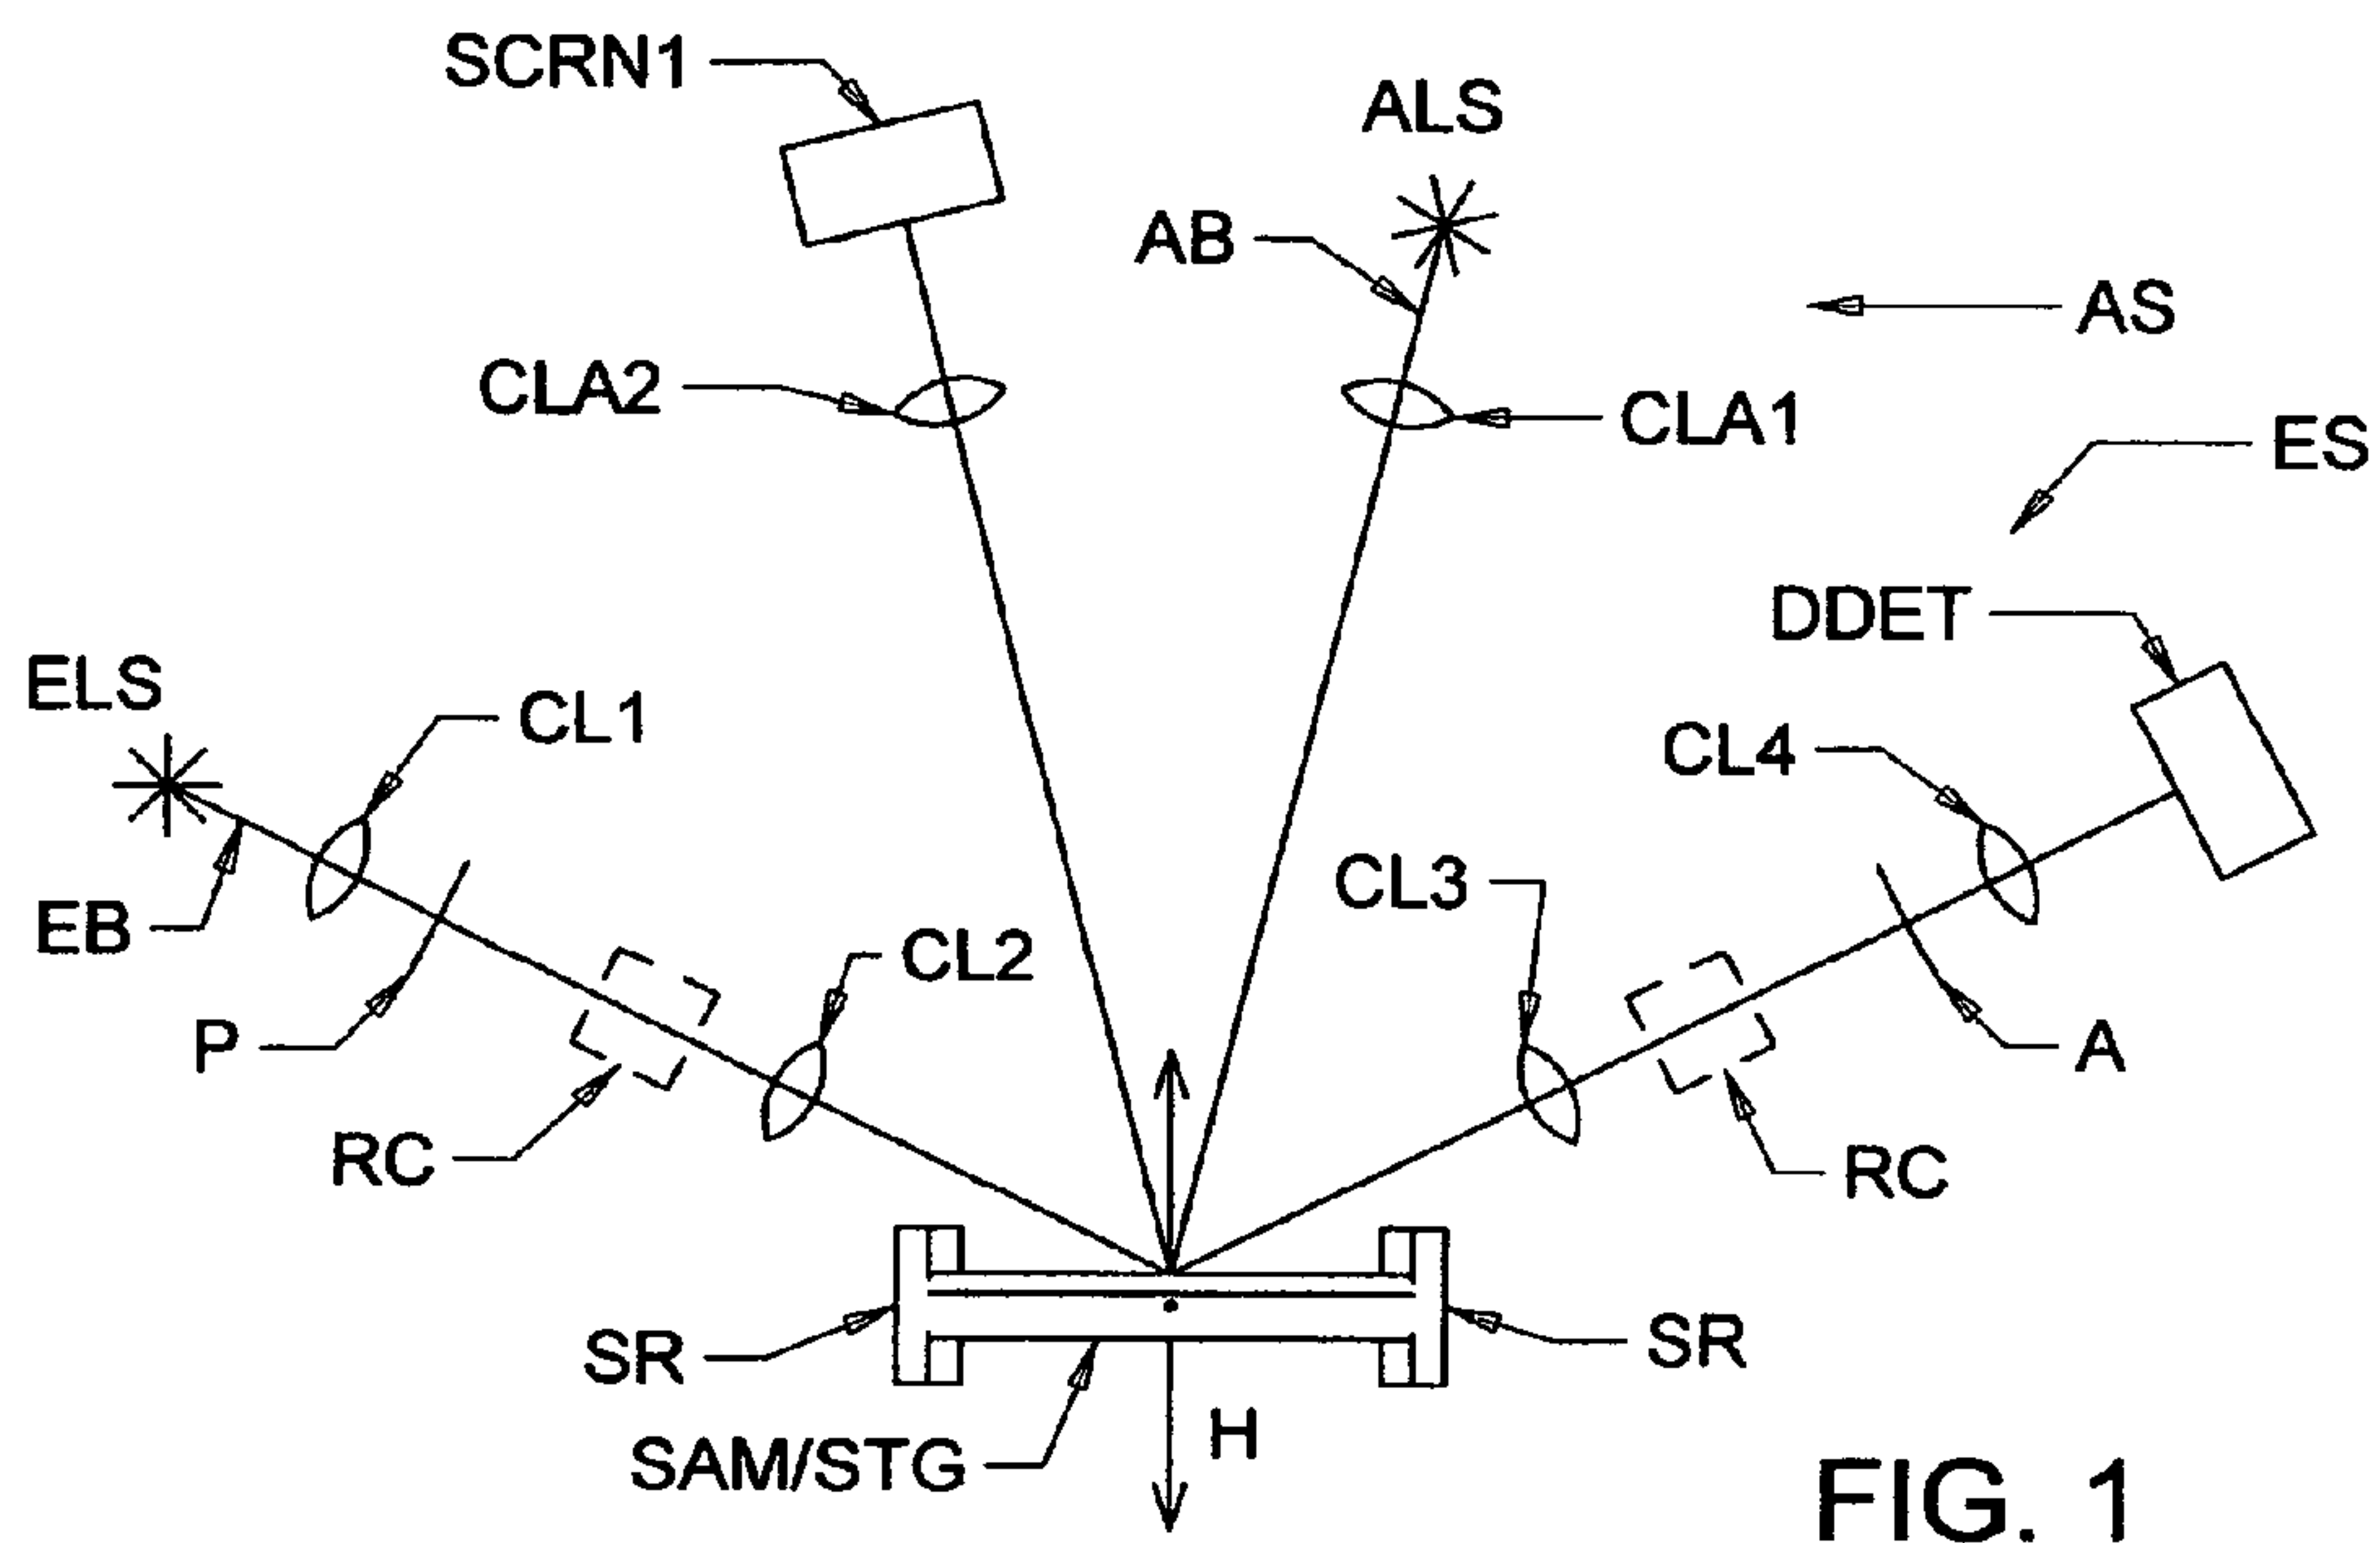 SCRN1
ALS
AB
AS
CLA2
CLA1
ES
DDET
ELS
CL1
CL4
CL3
EB
CL2
P
A
RC
RC
SR
SR
H
SAM/STG
FIG. 1